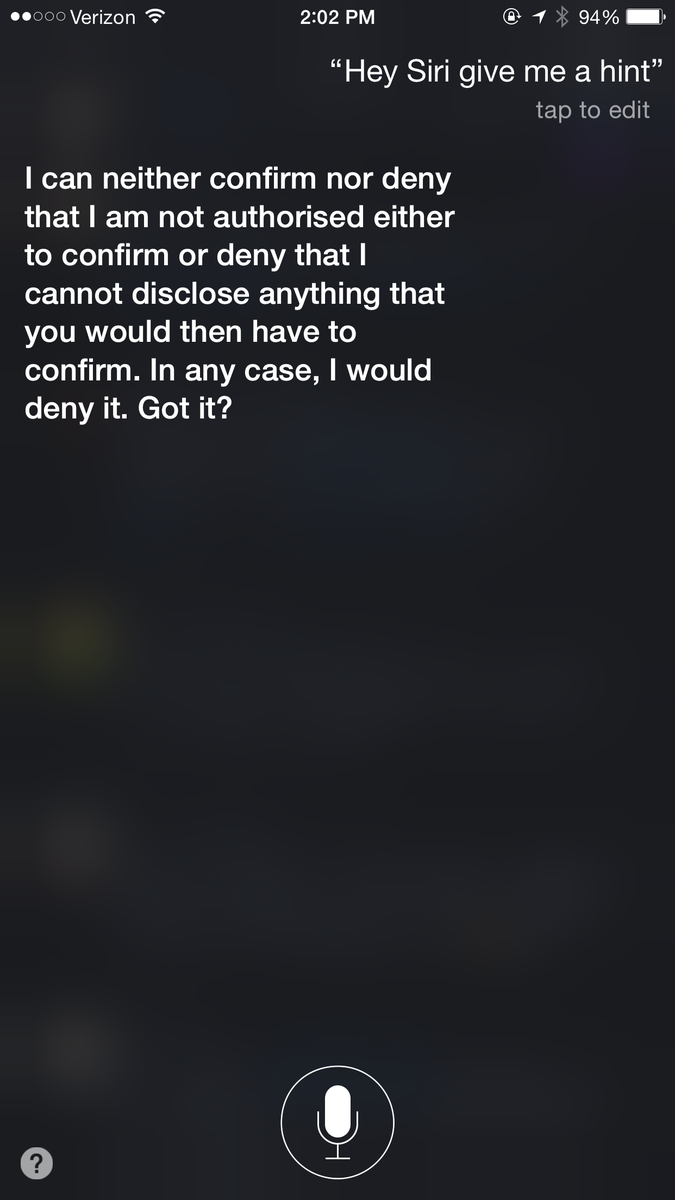 Verizon 2:02 PM 94%
“Hey Siri give me a hint”
tap to edit
I can neither confirm nor deny
that I am not authorised either
to confirm or deny that I
cannot disclose anything that
you would then have to
confirm. In any case, I would
deny it. Got it?
?